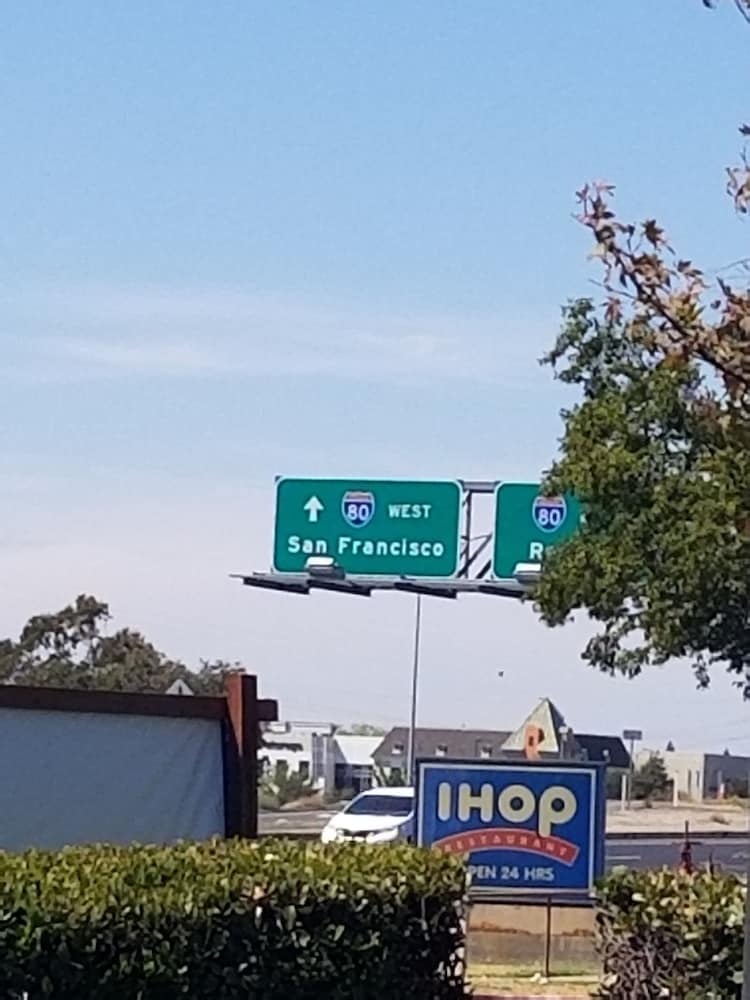 80 WEST
San Francisco
80
IHOP
RESTAURANT
PEN 24 HRS